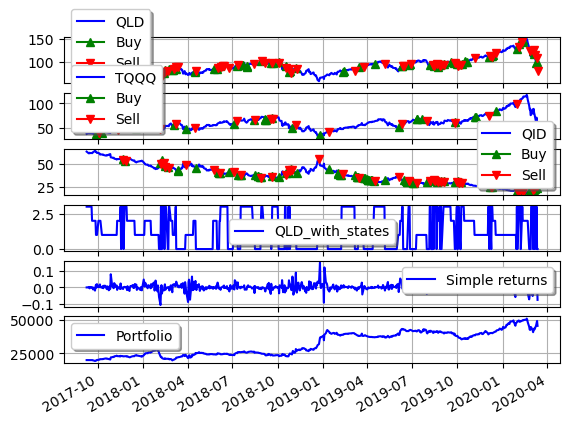 QLD
Buy
Sell
150
100
TQQQ
Buy
Sell
100
50
QID
Buy
Sell
50
25
QLD_with_states
2.5
0.0
Simple returns
0.1
0.0
−0.1
Portfolio
50000
25000
2017-10
2018-01
2018-04
2018-07
2018-10
2019-01
2019-04
2019-07
2019-10
2020-01
2020-04